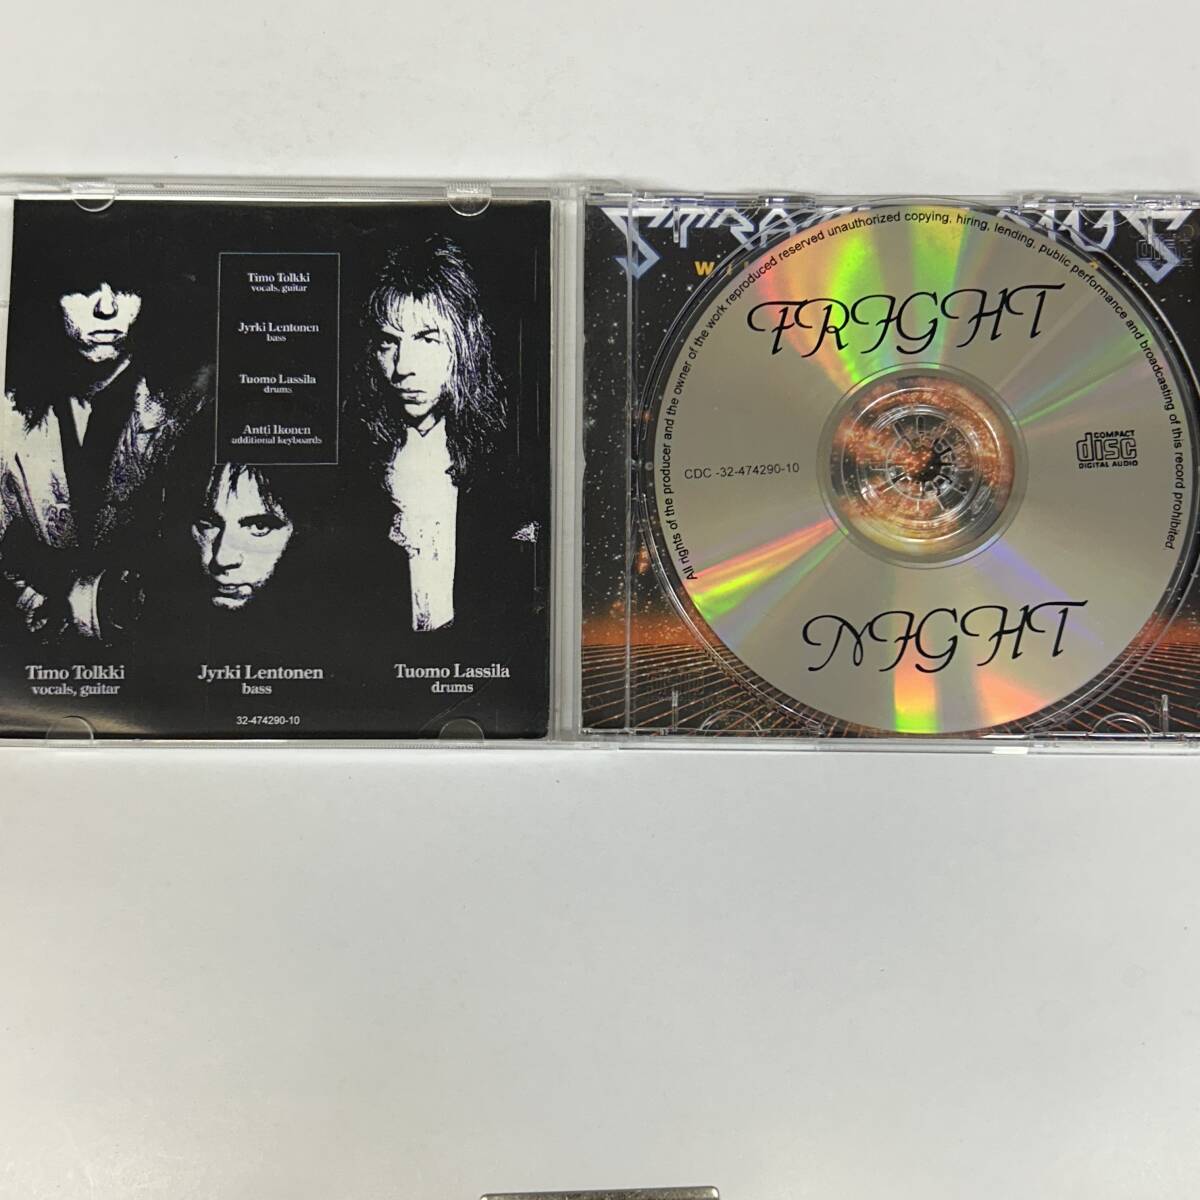 Timo Tolkki
vocals, guitar
Jyrki Lentonen
bass
Tuomo Lassila
drums
Antti Ikonen
additional keyboards
Timo Tolkki
vocals, guitar
Jyrki Lentonen
bass
Tuomo Lassila
drums
32-474290-10
All rights of the producer and the owner of the work reproduced reserved unauthorized copying, hiring, lending, public performance and broadcasting of this record prohibited.
FRIGHT
CDC -32-474290-10
COMPACT
disc
DIGITAL AUDIO
NIGHT